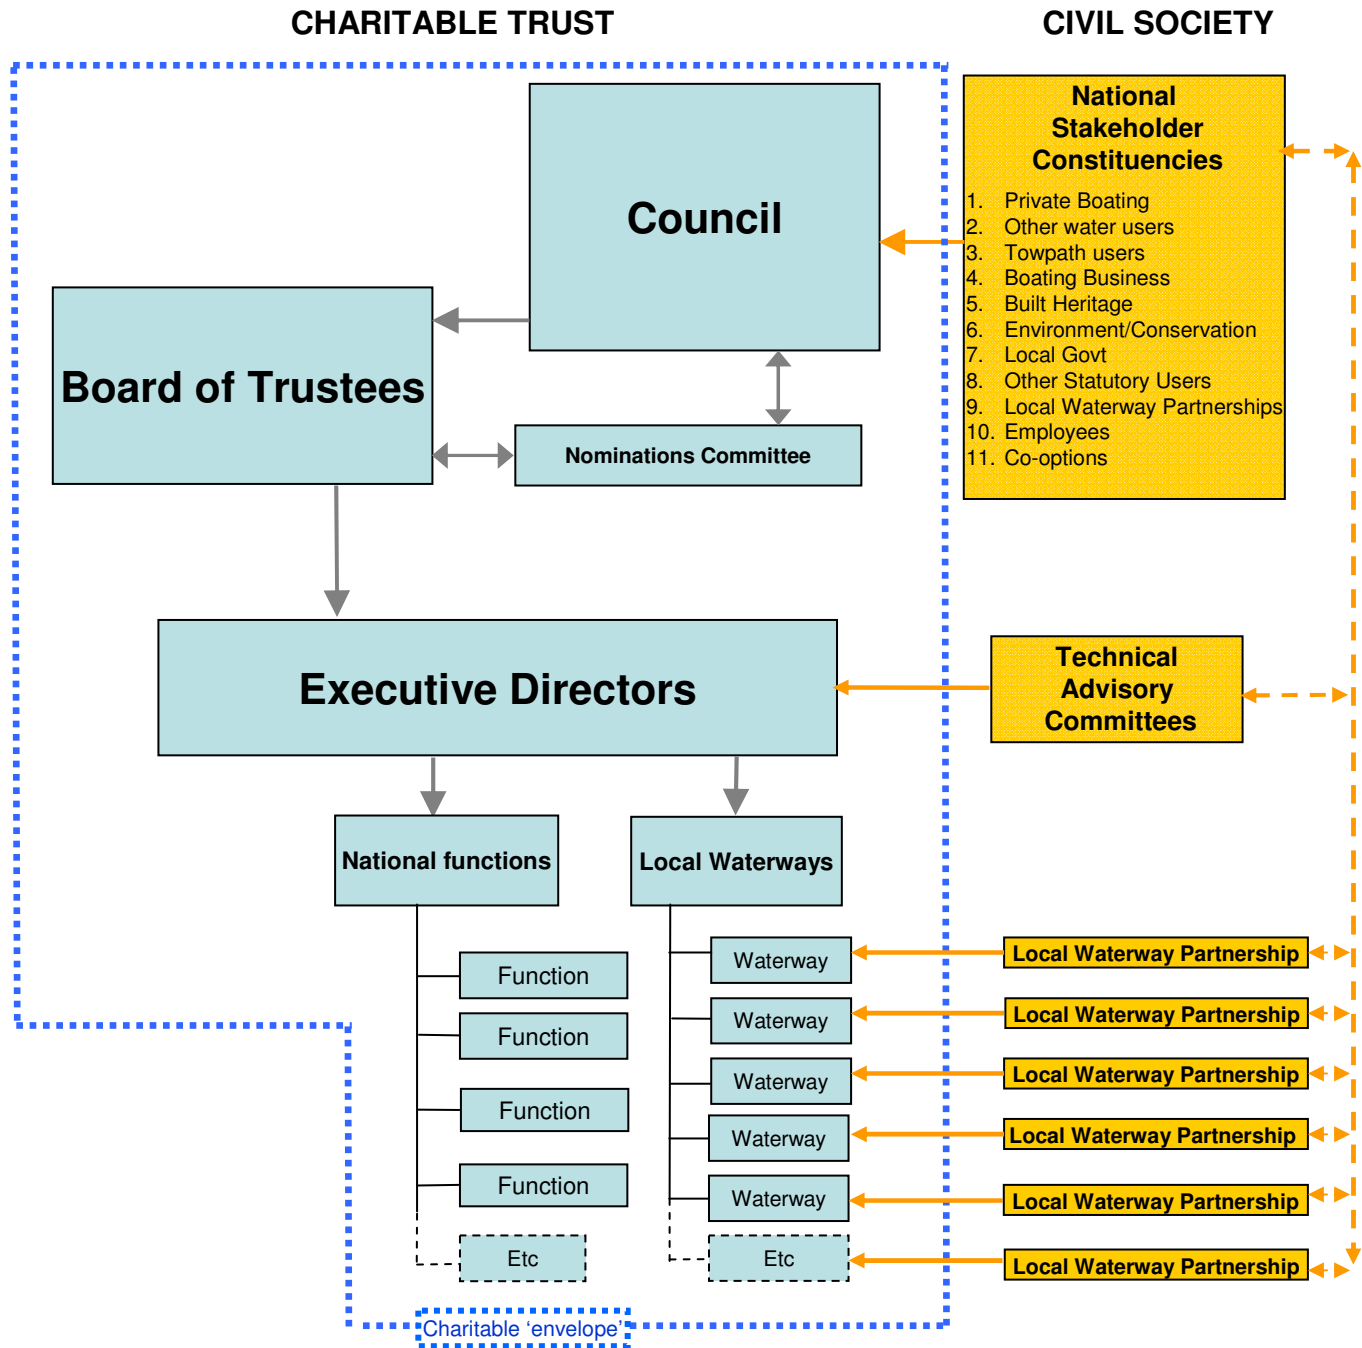 CHARITABLE TRUST
CIVIL SOCIETY
National
Stakeholder
Constituencies
1. Private Boating
2. Other water users
3. Towpath users
4. Boating Business
5. Built Heritage
6. Environment/Conservation
7. Local Govt
8. Other Statutory Users
9. Local Waterway Partnerships
10. Employees
11. Co-options
Council
Board of Trustees
Nominations Committee
Executive Directors
Technical
Advisory
Committees
National functions
Local Waterways
Function
Function
Function
Function
Etc
Waterway
Waterway
Waterway
Waterway
Waterway
Etc
Local Waterway Partnership
Local Waterway Partnership
Local Waterway Partnership
Local Waterway Partnership
Local Waterway Partnership
Local Waterway Partnership
Charitable ‘envelope’